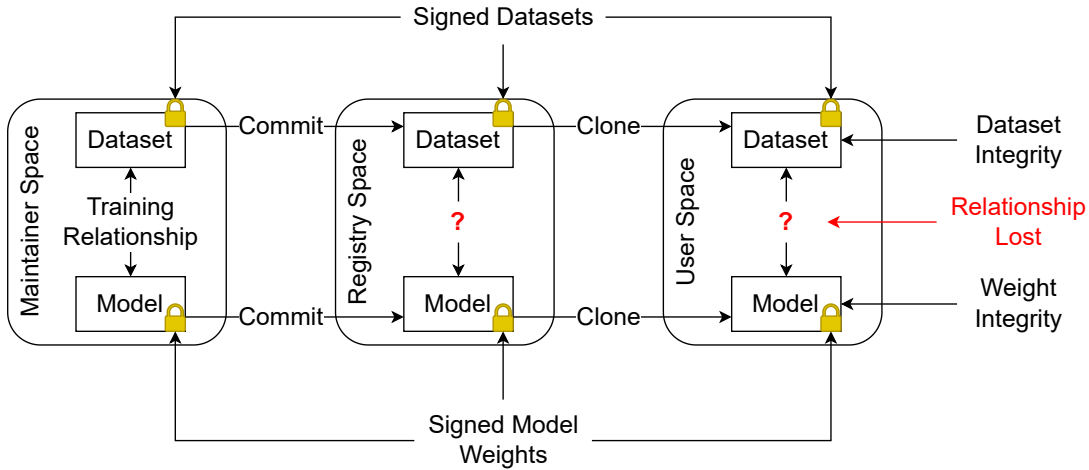 Signed Datasets
Maintainer Space
Dataset
Training
Relationship
Model
Commit
Commit
Registry Space
Dataset
?
Model
Clone
Clone
User Space
Dataset
?
Model
Dataset
Integrity
Relationship
Lost
Weight
Integrity
Signed Model
Weights